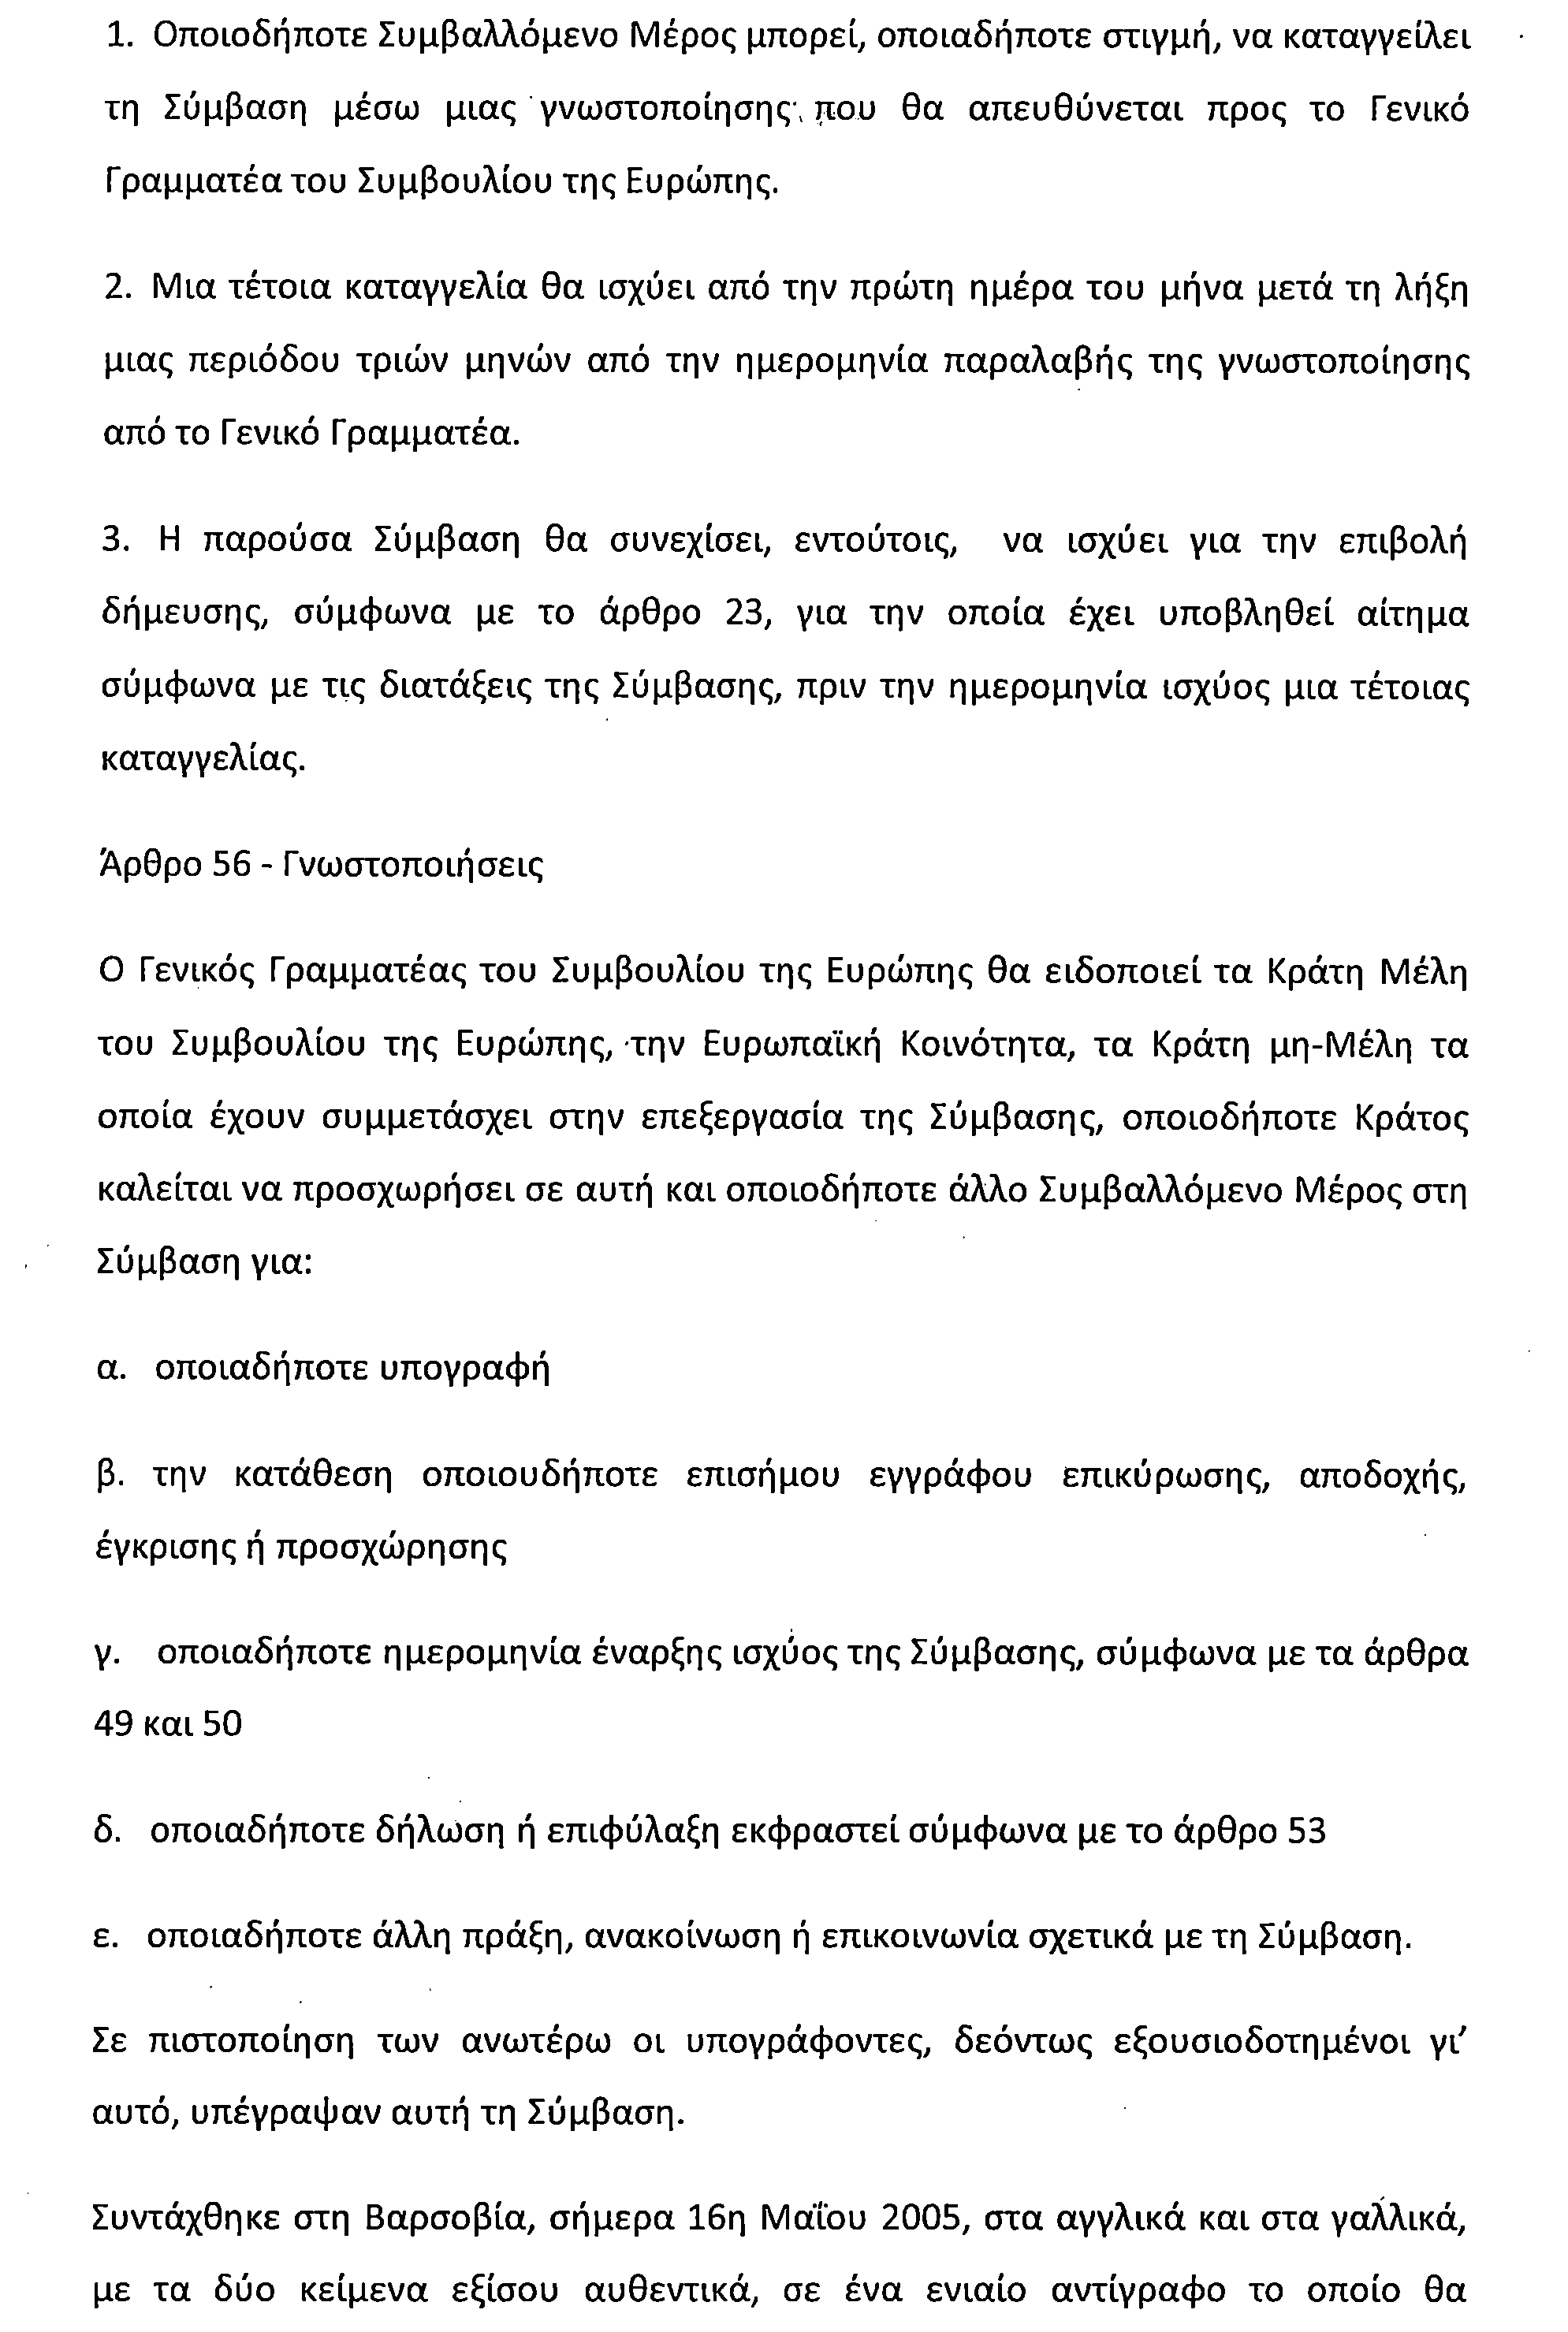 1. Οποιοδήποτε Συμβαλλόμενο Μέρος μπορεί, οποιαδήποτε στιγμή, να καταγγείλει
τη Σύμβαση μέσω μιας γνωστοποίησης, που θα απευθύνεται προς το Γενικό
Γραμματέα του Συμβουλίου της Ευρώπης.
2. Μια τέτοια καταγγελία θα ισχύει από την πρώτη ημέρα του μήνα μετά τη λήξη
μιας περιόδου τριών μηνών από την ημερομηνία παραλαβής της γνωστοποίησης
από το Γενικό Γραμματέα.
3. Η παρούσα Σύμβαση θα συνεχίσει, εντούτοις, να ισχύει για την επιβολή
δήμευσης, σύμφωνα με το άρθρο 23, για την οποία έχει υποβληθεί αίτημα
σύμφωνα με τις διατάξεις της Σύμβασης, πριν την ημερομηνία ισχύος μια τέτοιας
καταγγελίας.
Άρθρο 56 - Γνωστοποιήσεις
Ο Γενικός Γραμματέας του Συμβουλίου της Ευρώπης θα ειδοποιεί τα Κράτη Μέλη
του Συμβουλίου της Ευρώπης, την Ευρωπαϊκή Κοινότητα, τα Κράτη μη-Μέλη τα
οποία έχουν συμμετάσχει στην επεξεργασία της Σύμβασης, οποιοδήποτε Κράτος
καλείται να προσχωρήσει σε αυτή και οποιοδήποτε άλλο Συμβαλλόμενο Μέρος στη
Σύμβαση για:
α. οποιαδήποτε υπογραφή
β. την κατάθεση οποιουδήποτε επισήμου εγγράφου επικύρωσης, αποδοχής,
έγκρισης ή προσχώρησης
γ. οποιαδήποτε ημερομηνία έναρξης ισχύος της Σύμβασης, σύμφωνα με τα άρθρα
49 και 50
δ. οποιαδήποτε δήλωση ή επιφύλαξη εκφραστεί σύμφωνα με το άρθρο 53
ε. οποιαδήποτε άλλη πράξη, ανακοίνωση ή επικοινωνία σχετικά με τη Σύμβαση.
Σε πιστοποίηση των ανωτέρω οι υπογράφοντες, δεόντως εξουσιοδοτημένοι γι'
αυτό, υπέγραψαν αυτή τη Σύμβαση.
Συντάχθηκε στη Βαρσοβία, σήμερα 16η Μαΐου 2005, στα αγγλικά και στα γαλλικά,
με τα δύο κείμενα εξίσου αυθεντικά, σε ένα ενιαίο αντίγραφο το οποίο θα